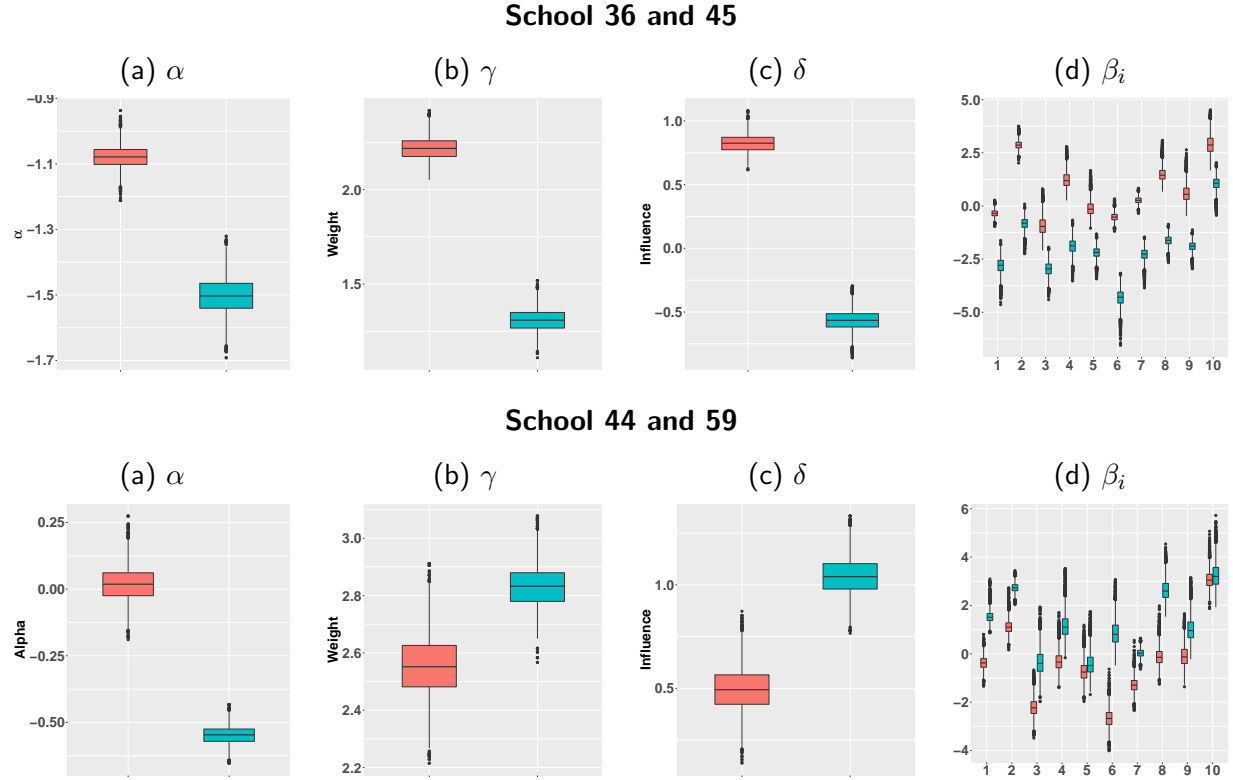 School 36 and 45
(a) α
(b) γ
(c) δ
(d) βᵢ
−0.9
−1.1
−1.3
−1.5
−1.7
α
2.0
1.5
Weight
1.0
0.5
0.0
−0.5
Influence
5.0
2.5
0.0
−2.5
−5.0
1 2 3 4 5 6 7 8 9 10
School 44 and 59
(a) α
(b) γ
(c) δ
(d) βᵢ
0.25
0.00
−0.25
−0.50
Alpha
3.0
2.8
2.6
2.4
2.2
Weight
1.0
0.5
Influence
6
4
2
0
−2
−4
1 2 3 4 5 6 7 8 9 10